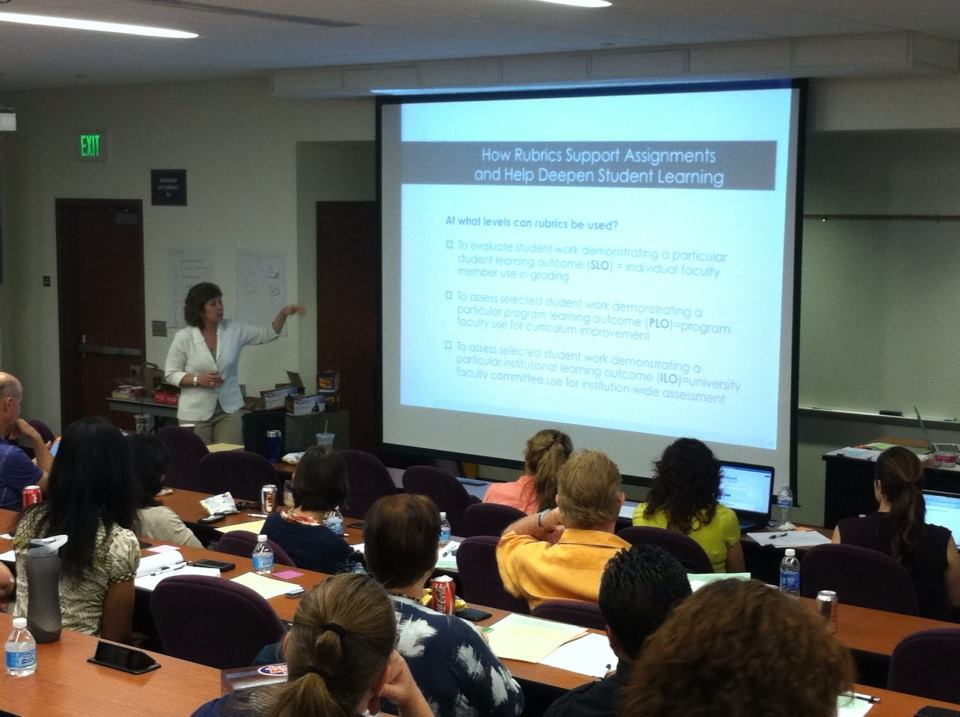 EXIT
How Rubrics Support Assignments
and Help Deepen Student Learning
At what levels can rubrics be used?
To evaluate student work demonstrating a particular
student learning outcome (SLO) = individual faculty
member use in grading
To assess selected student work demonstrating a
particular program learning outcome (PLO)=program
faculty use for curriculum improvement
To assess selected student work demonstrating a
particular institutional learning outcome (ILO)=university
faculty committee use for institution-wide assessment